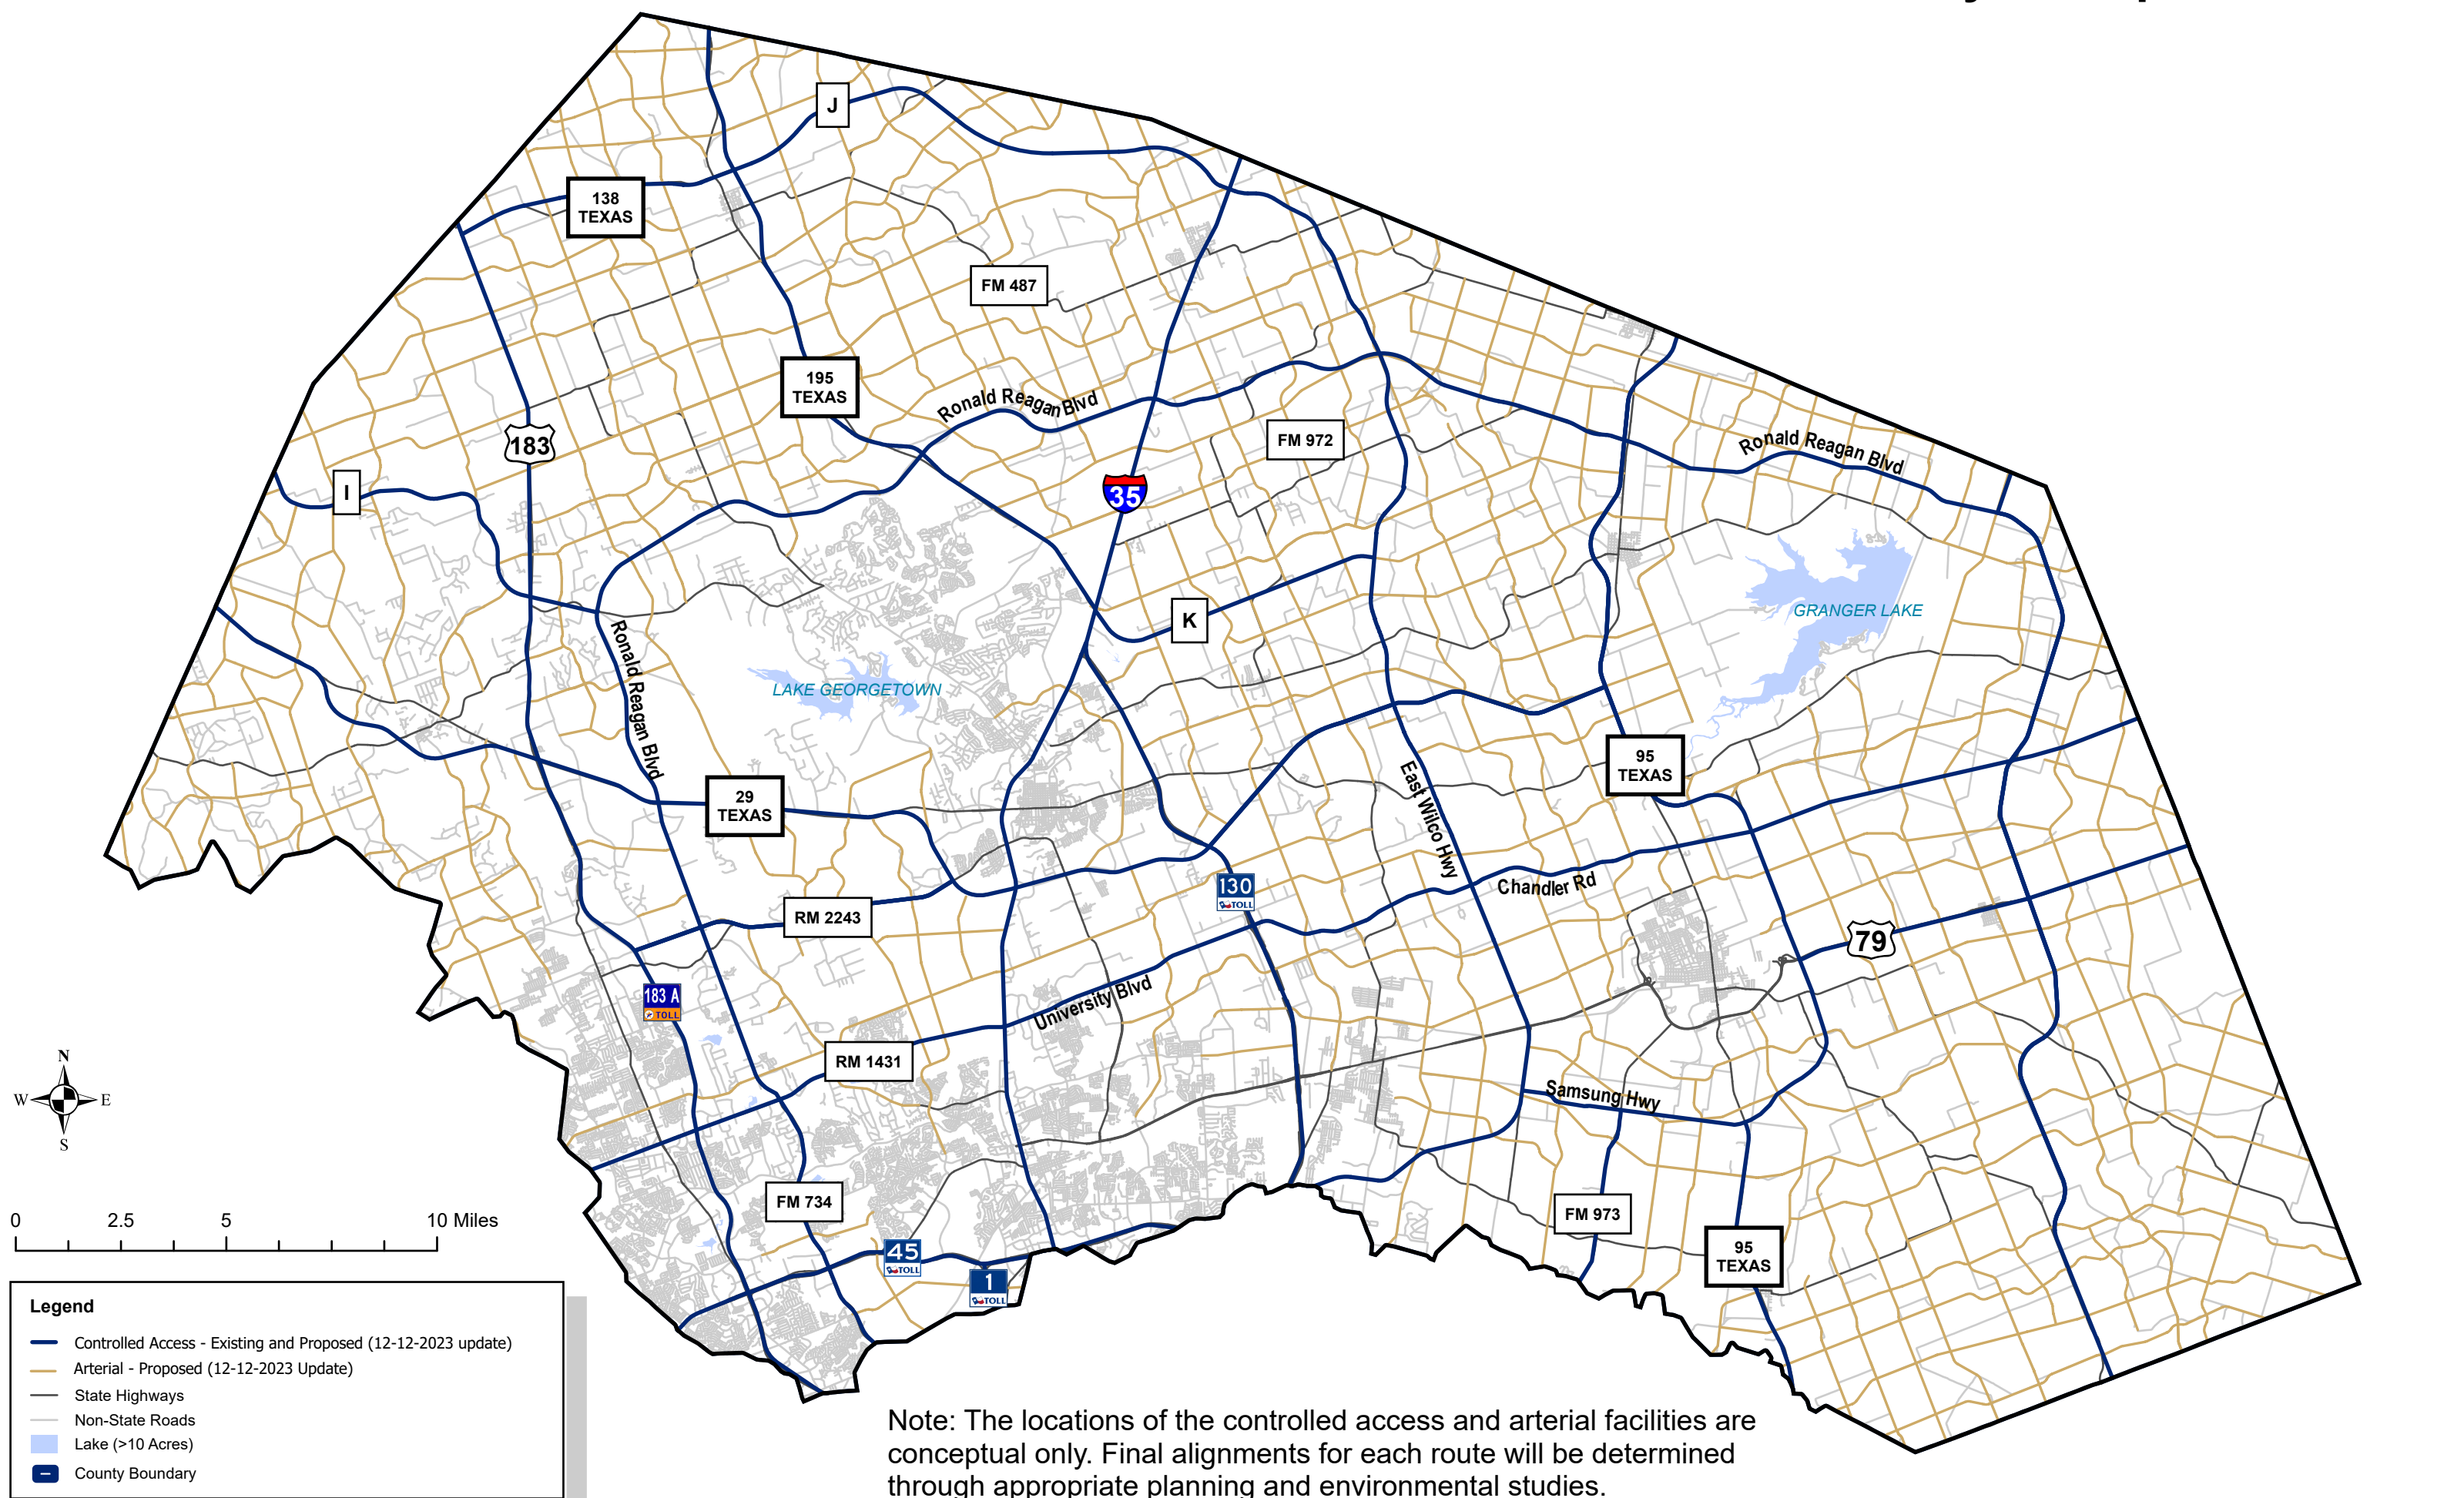 J
138
TEXAS
FM 487
195
TEXAS
Ronald Reagan Blvd
183
FM 972
Ronald Reagan Blvd
I
35
K
GRANGER LAKE
LAKE GEORGETOWN
Ronald Reagan Blvd
95
TEXAS
29
TEXAS
East Wilco Hwy
130
TOLL
Chandler Rd
RM 2243
79
183 A
TOLL
University Blvd
RM 1431
N
W E
S
Samsung Hwy
FM 734
FM 973
0 2.5 5 10 Miles
45
TOLL
95
TEXAS
1
TOLL
Legend
Controlled Access - Existing and Proposed (12-12-2023 update)
Arterial - Proposed (12-12-2023 Update)
State Highways
Non-State Roads
Lake (>10 Acres)
County Boundary
Note: The locations of the controlled access and arterial facilities are
conceptual only. Final alignments for each route will be determined
through appropriate planning and environmental studies.